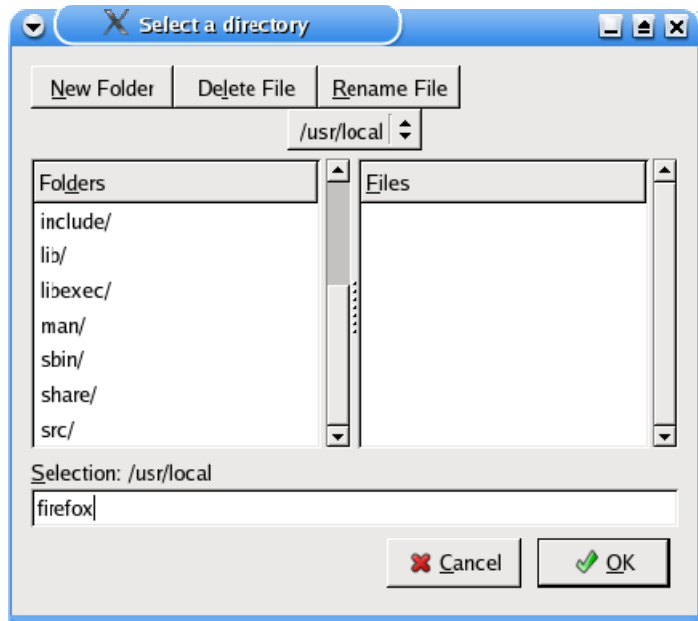 Select a directory
New Folder Delete File Rename File
/usr/local
Folders Files
include/
lib/
libexec/
man/
sbin/
share/
src/
Selection: /usr/local
firefox
Cancel OK